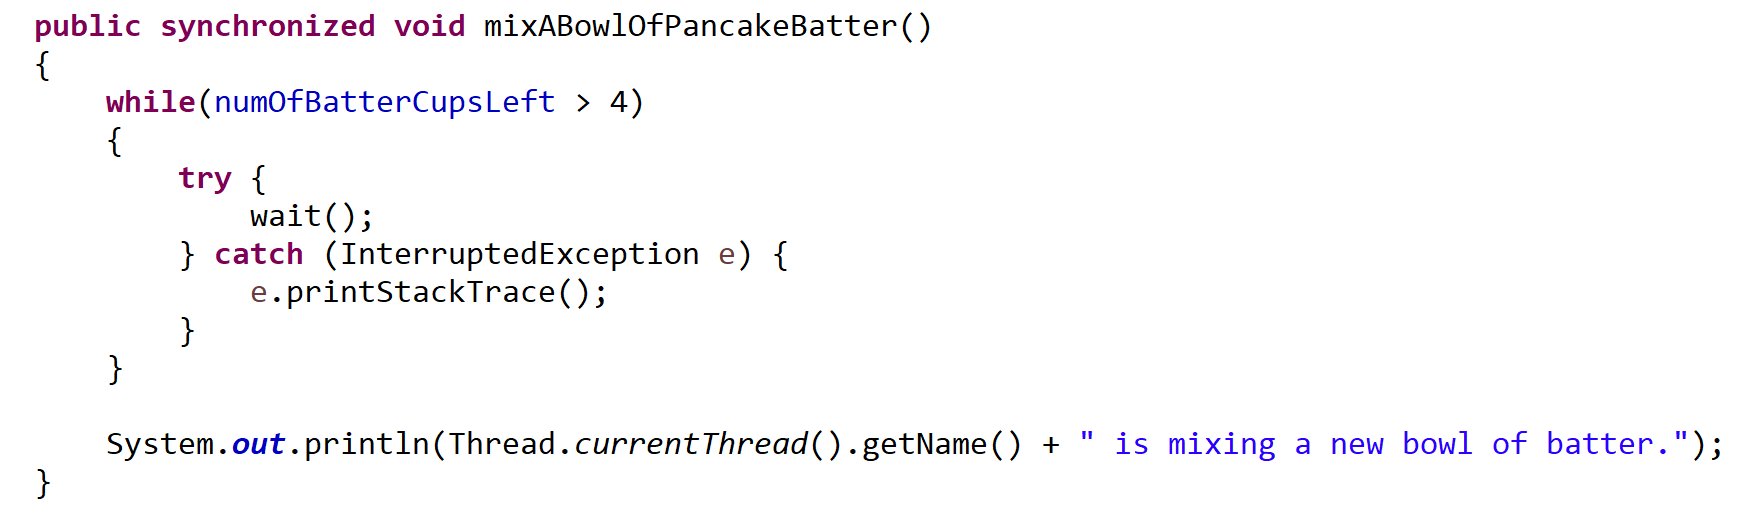 public synchronized void mixABowlOfPancakeBatter()
{
    while(numOfBatterCupsLeft > 4)
    {
        try {
            wait();
        } catch (InterruptedException e) {
            e.printStackTrace();
        }
    }

    System.out.println(Thread.currentThread().getName() + " is mixing a new bowl of batter.");
}